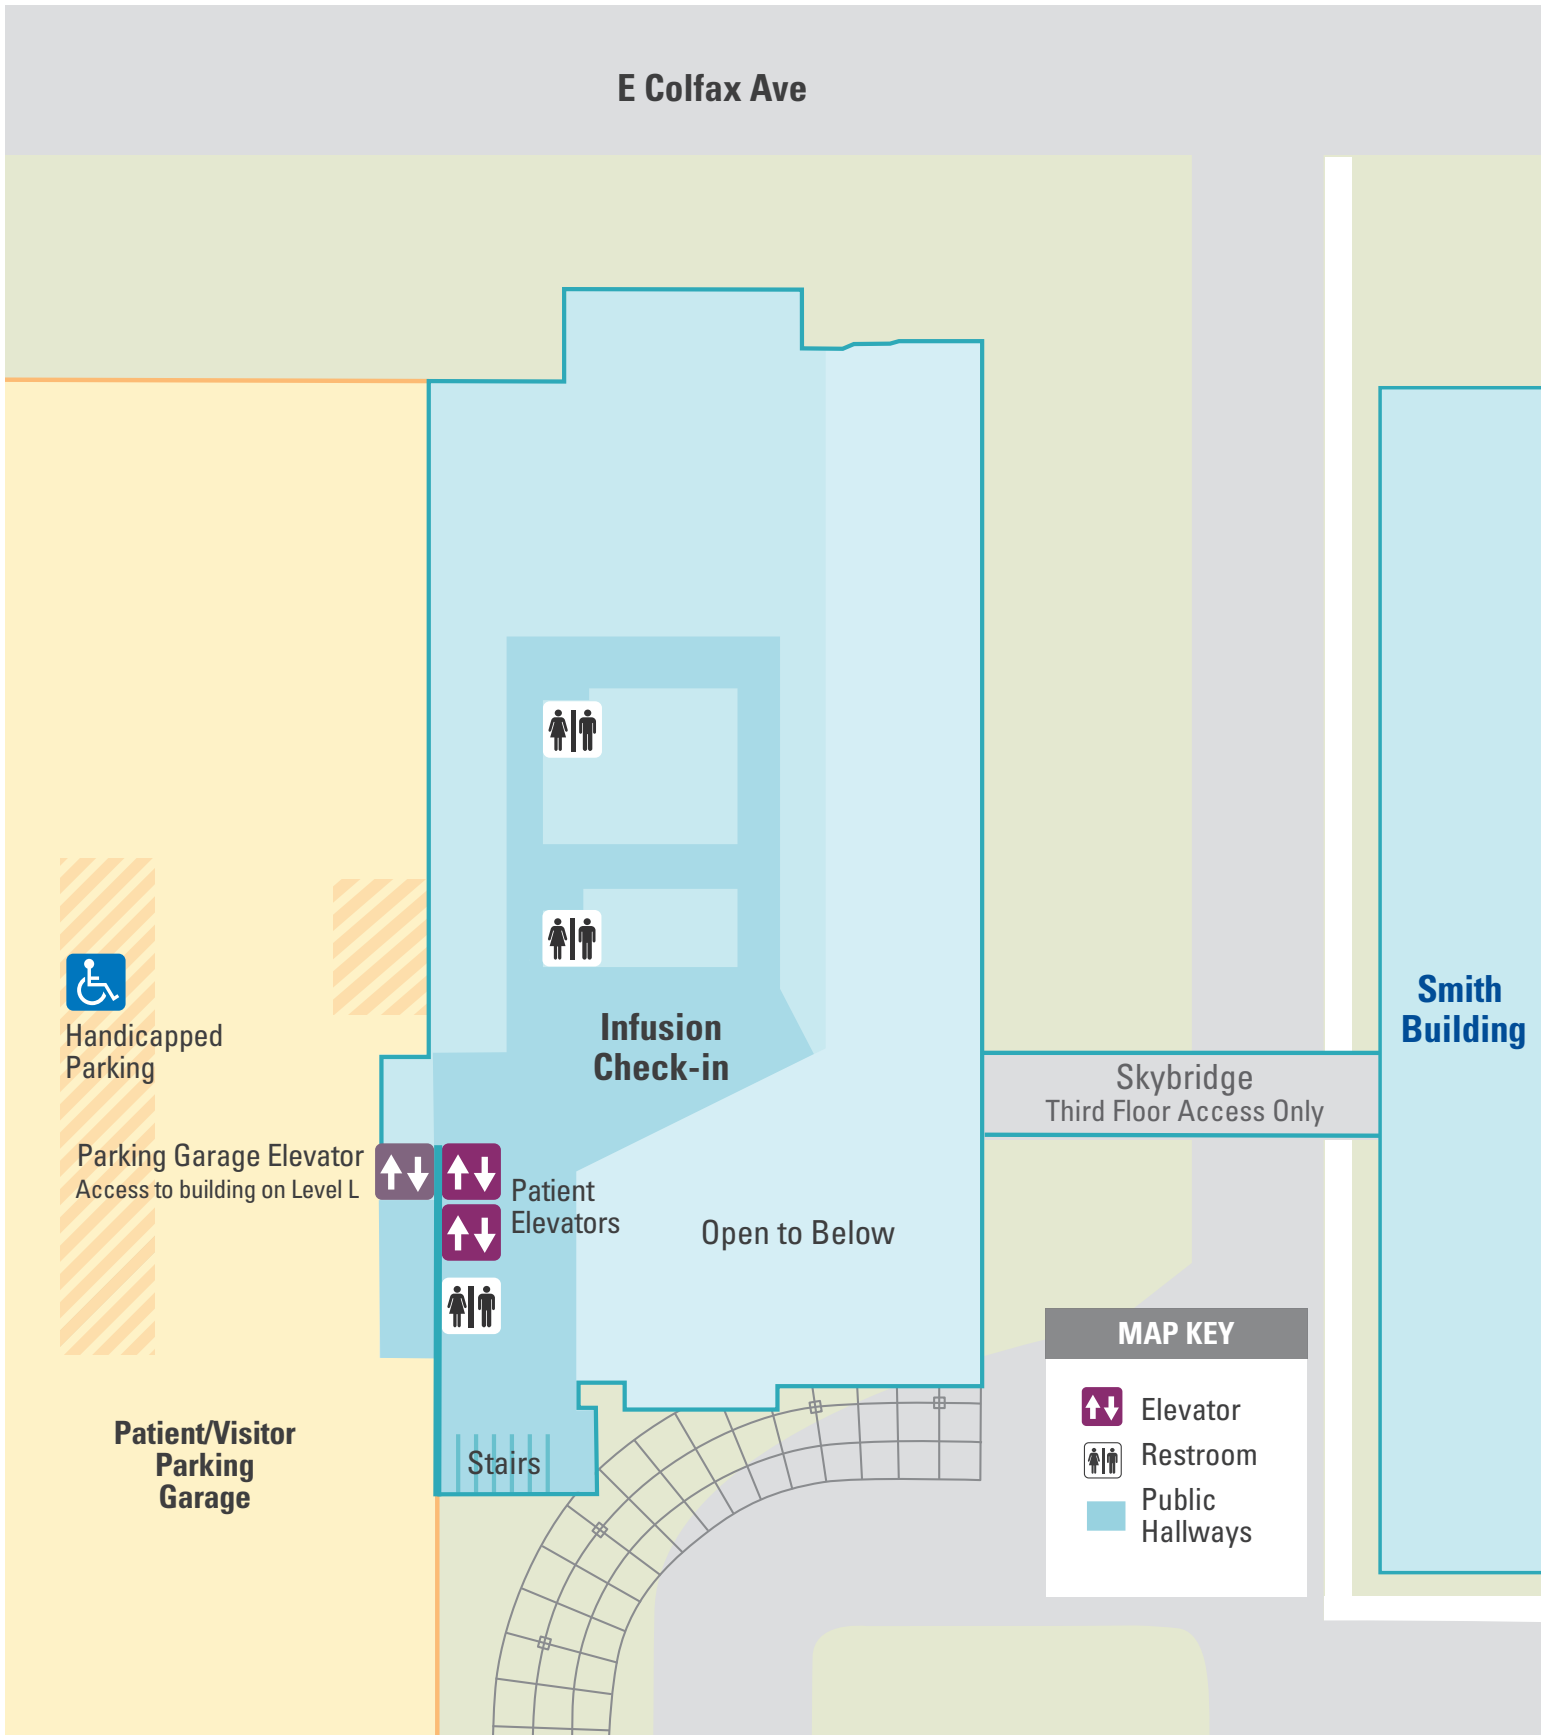 E Colfax Ave
Infusion
Check-in
Smith
Building
Handicapped
Parking
Skybridge
Third Floor Access Only
Parking Garage Elevator
Access to building on Level L
Patient
Elevators
Open to Below
MAP KEY
Elevator
Restroom
Public
Hallways
Patient/Visitor
Parking
Garage
Stairs